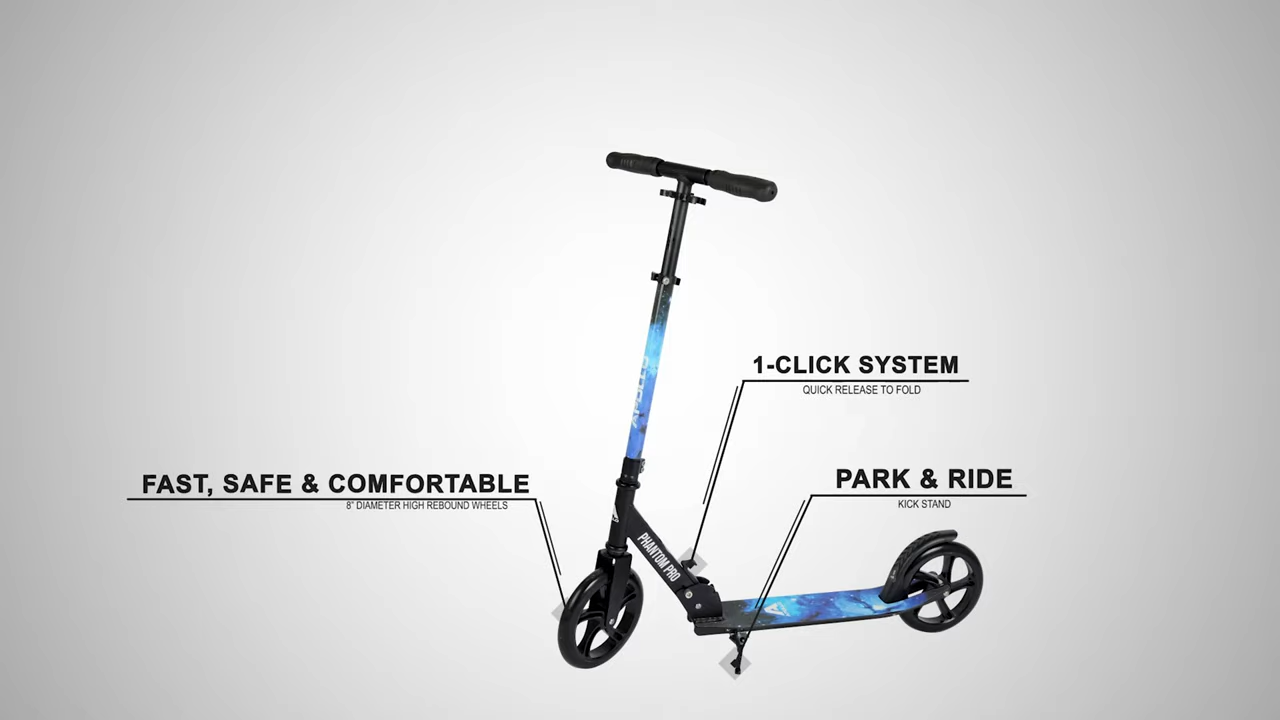 1-CLICK SYSTEM
QUICK RELEASE TO FOLD
FAST, SAFE & COMFORTABLE
8" DIAMETER HIGH REBOUND WHEELS
PARK & RIDE
KICK STAND
APOLLO
PHANTOM PRO